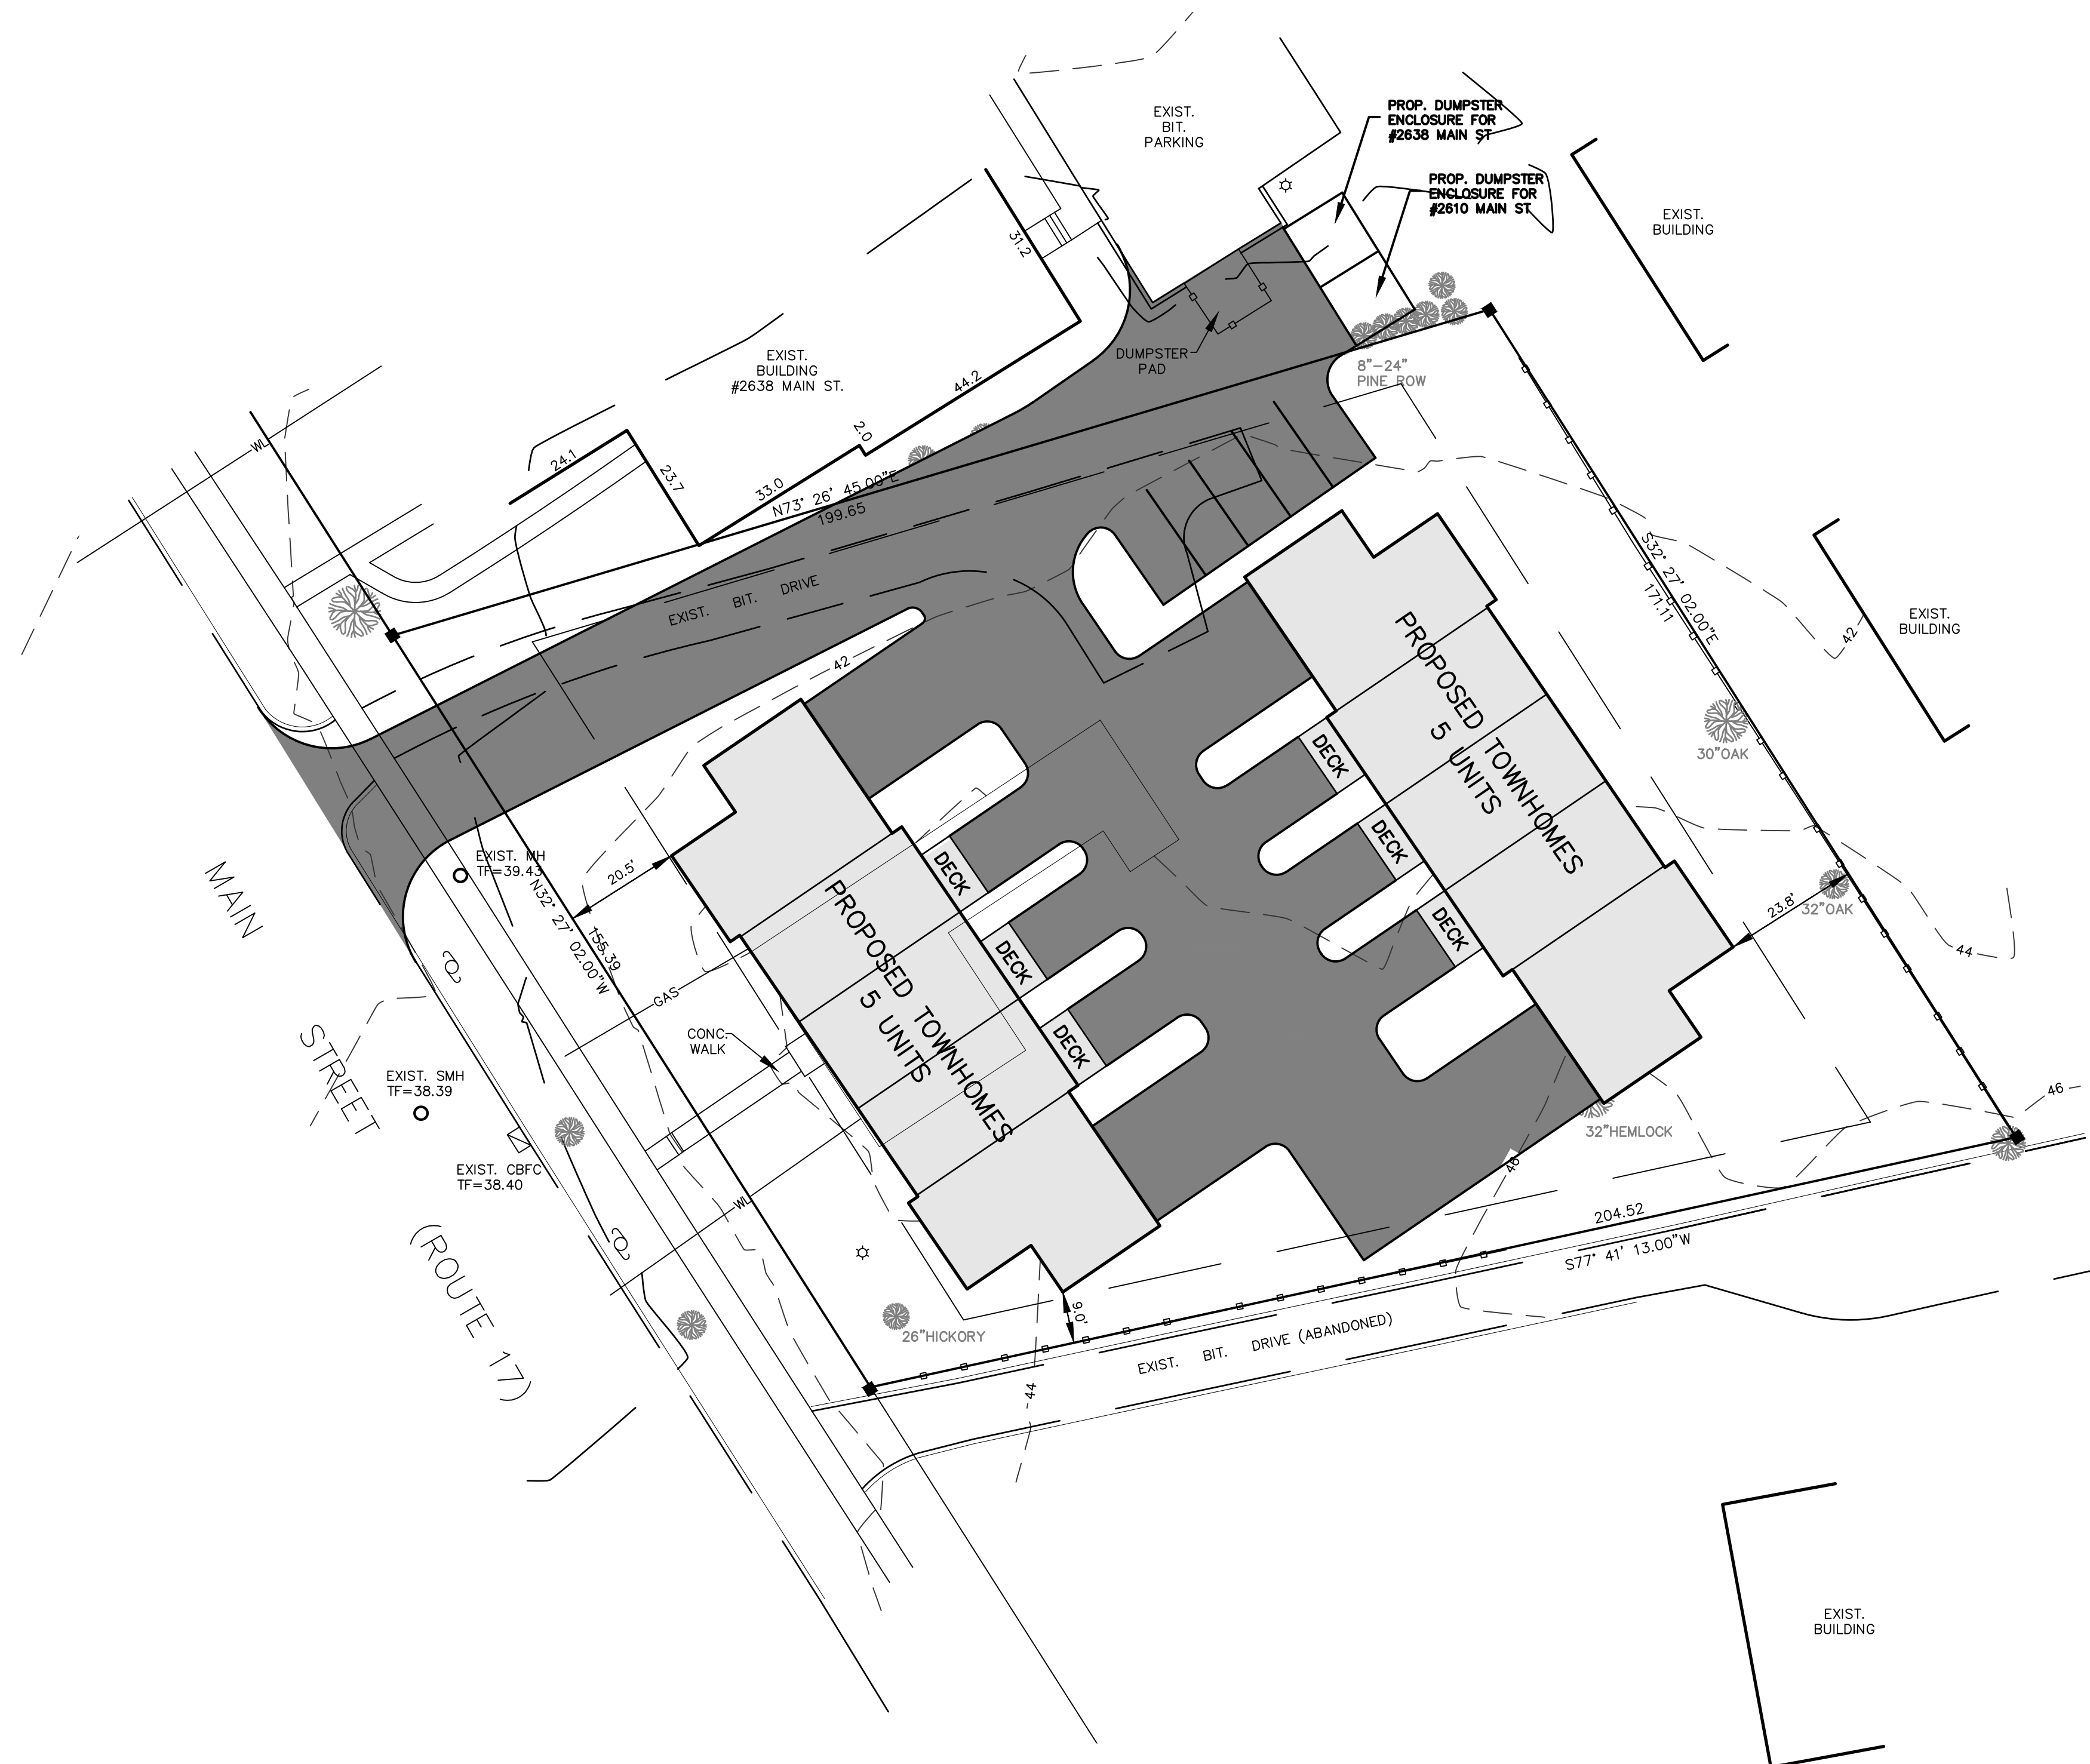 EXIST.
BIT.
PARKING
PROP. DUMPSTER
ENCLOSURE FOR
#2638 MAIN ST
PROP. DUMPSTER
ENCLOSURE FOR
#2610 MAIN ST
EXIST.
BUILDING
31.2
EXIST.
BUILDING
#2638 MAIN ST.
44.2
DUMPSTER
PAD
8"-24"
PINE ROW
WL
24.1
23.7
2.0
33.0
N73° 26' 45.00"E
199.65
EXIST. BIT. DRIVE
42
S32° 27' 02.00"E
171.11
42
EXIST.
BUILDING
PROPOSED TOWNHOMES
5 UNITS
DECK
DECK
DECK
30"OAK
EXIST. MH
TF=39.43
20.5'
N32° 27' 02.00"W
155.39
DECK
DECK
DECK
PROPOSED TOWNHOMES
5 UNITS
23.8'
32"OAK
44
MAIN
STREET
(ROUTE 17)
GAS
CONC.
WALK
EXIST. SMH
TF=38.39
EXIST. CBFC
TF=38.40
WL
46
32"HEMLOCK
46
204.52
S77° 41' 13.00"W
26"HICKORY
9.0'
EXIST. BIT. DRIVE (ABANDONED)
44
EXIST.
BUILDING